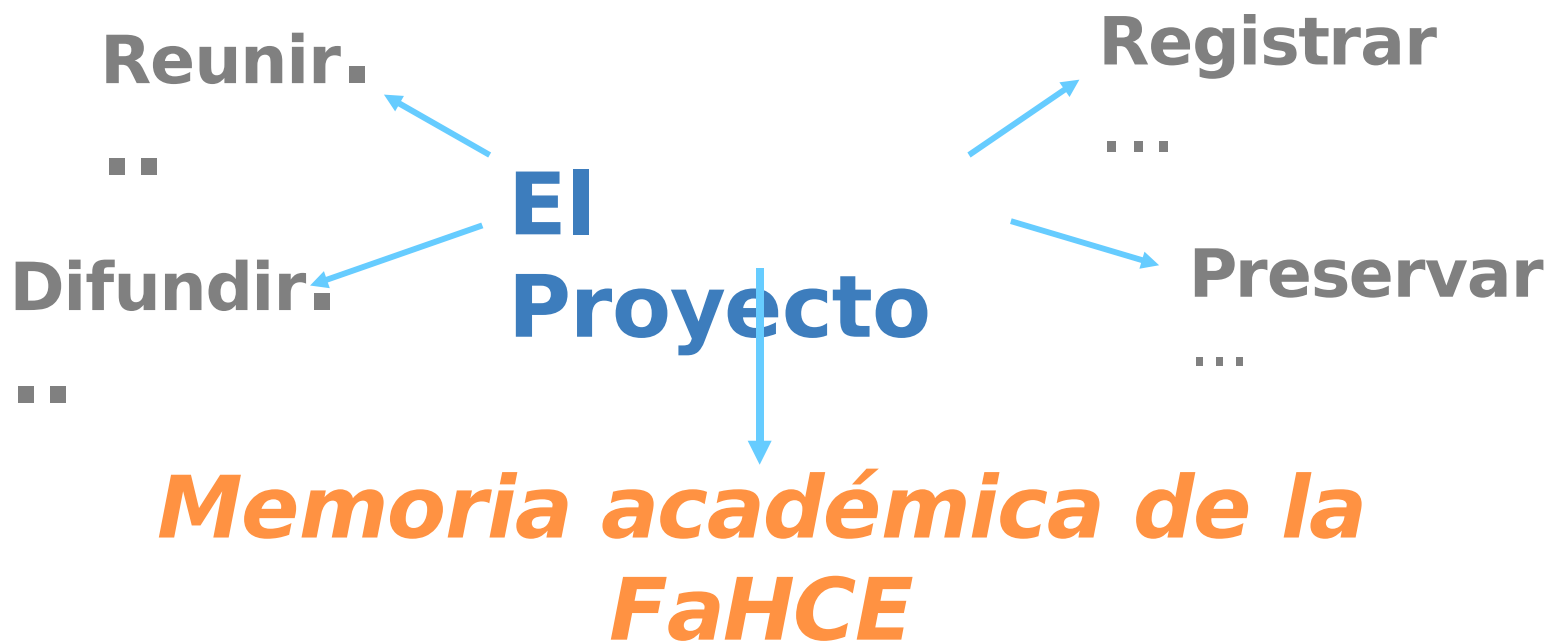 Reunir.
..
Registrar
...
El
Proyecto
Difundir.
..
Preservar
...
Memoria académica de la
FaHCE